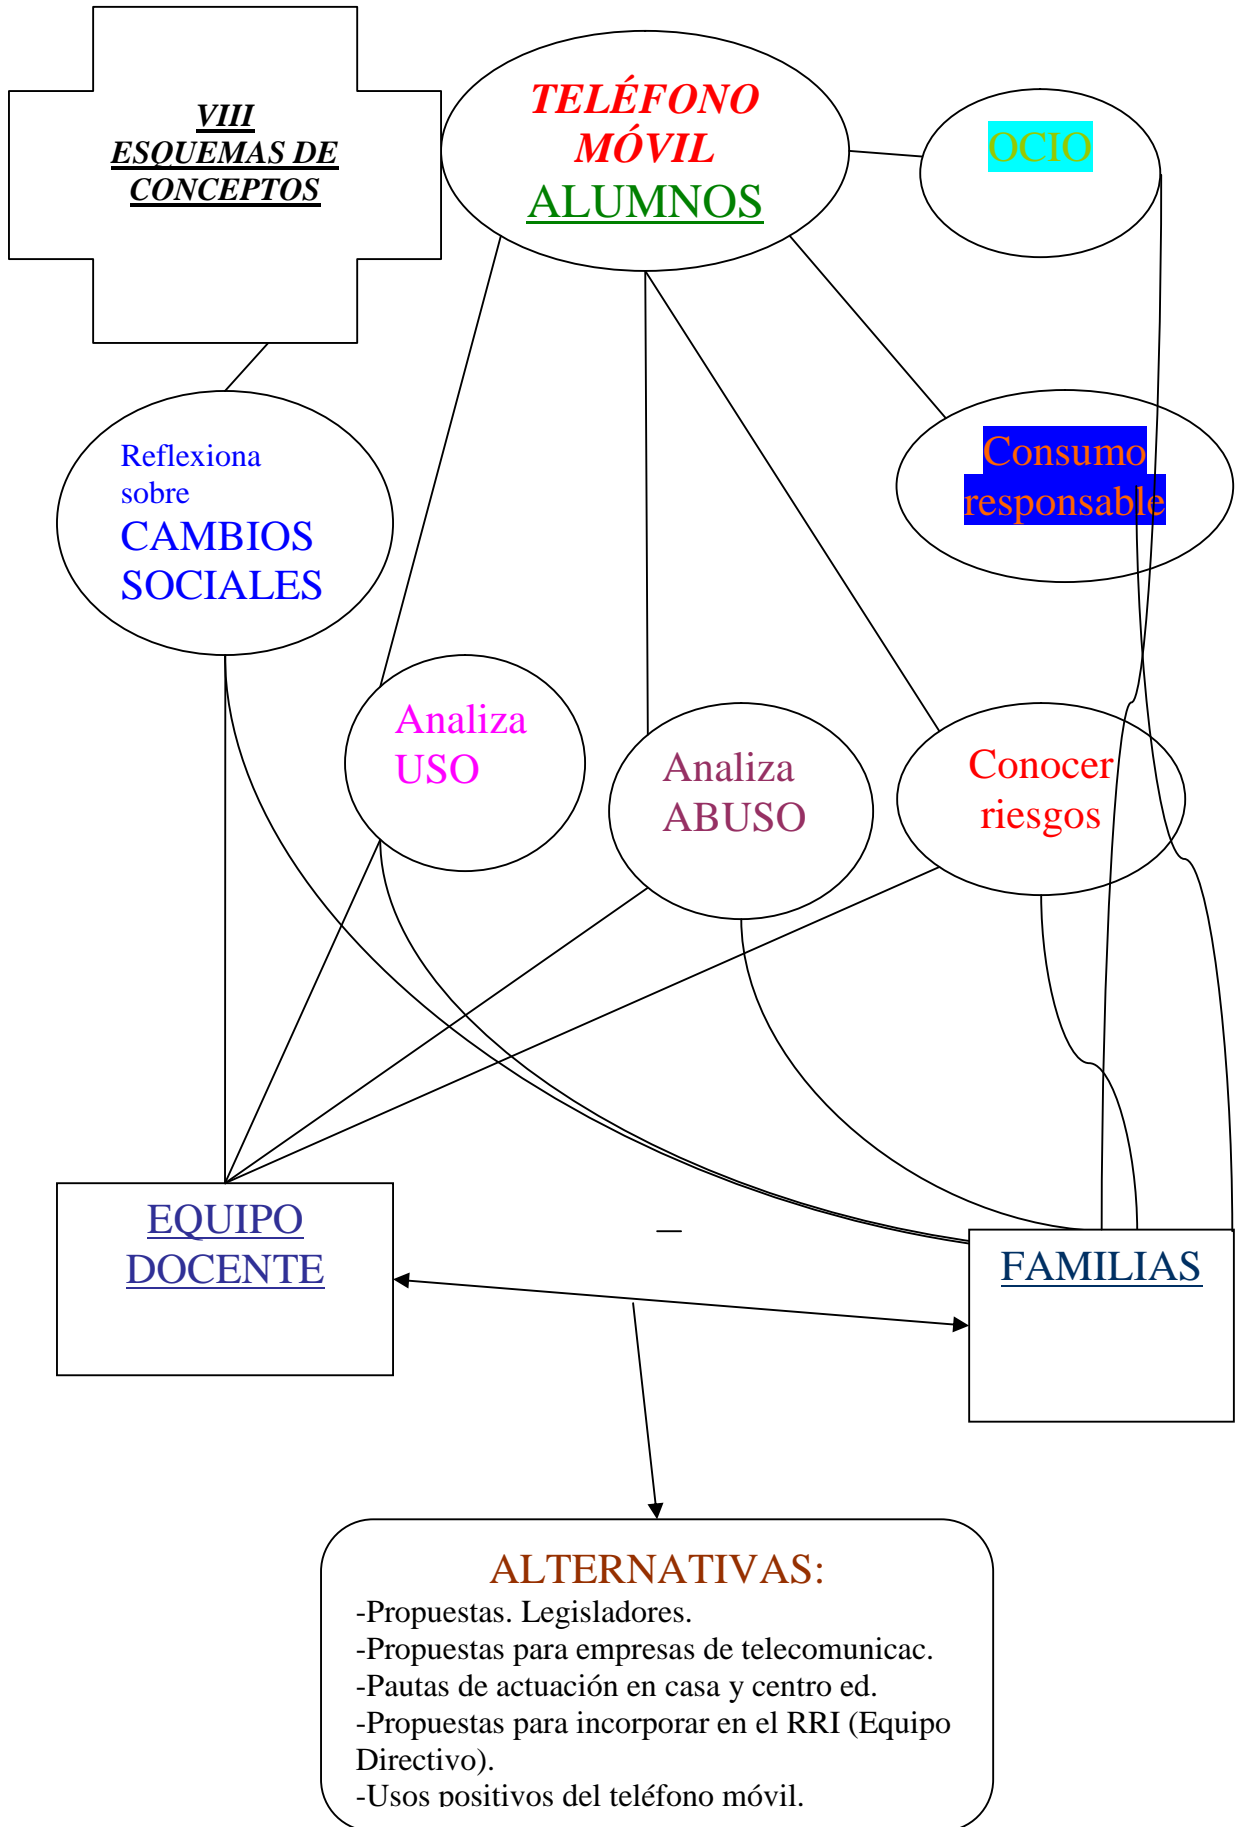 VIII
ESQUEMAS DE
CONCEPTOS
TELÉFONO
MÓVIL
ALUMNOS
OCIO
Reflexiona
sobre
CAMBIOS
SOCIALES
Consumo
responsable
Analiza
USO
Analiza
ABUSO
Conocer
riesgos
EQUIPO
DOCENTE
FAMILIAS
ALTERNATIVAS:
-Propuestas. Legisladores.
-Propuestas para empresas de telecomunicac.
-Pautas de actuación en casa y centro ed.
-Propuestas para incorporar en el RRI (Equipo
Directivo).
-Usos positivos del teléfono móvil.